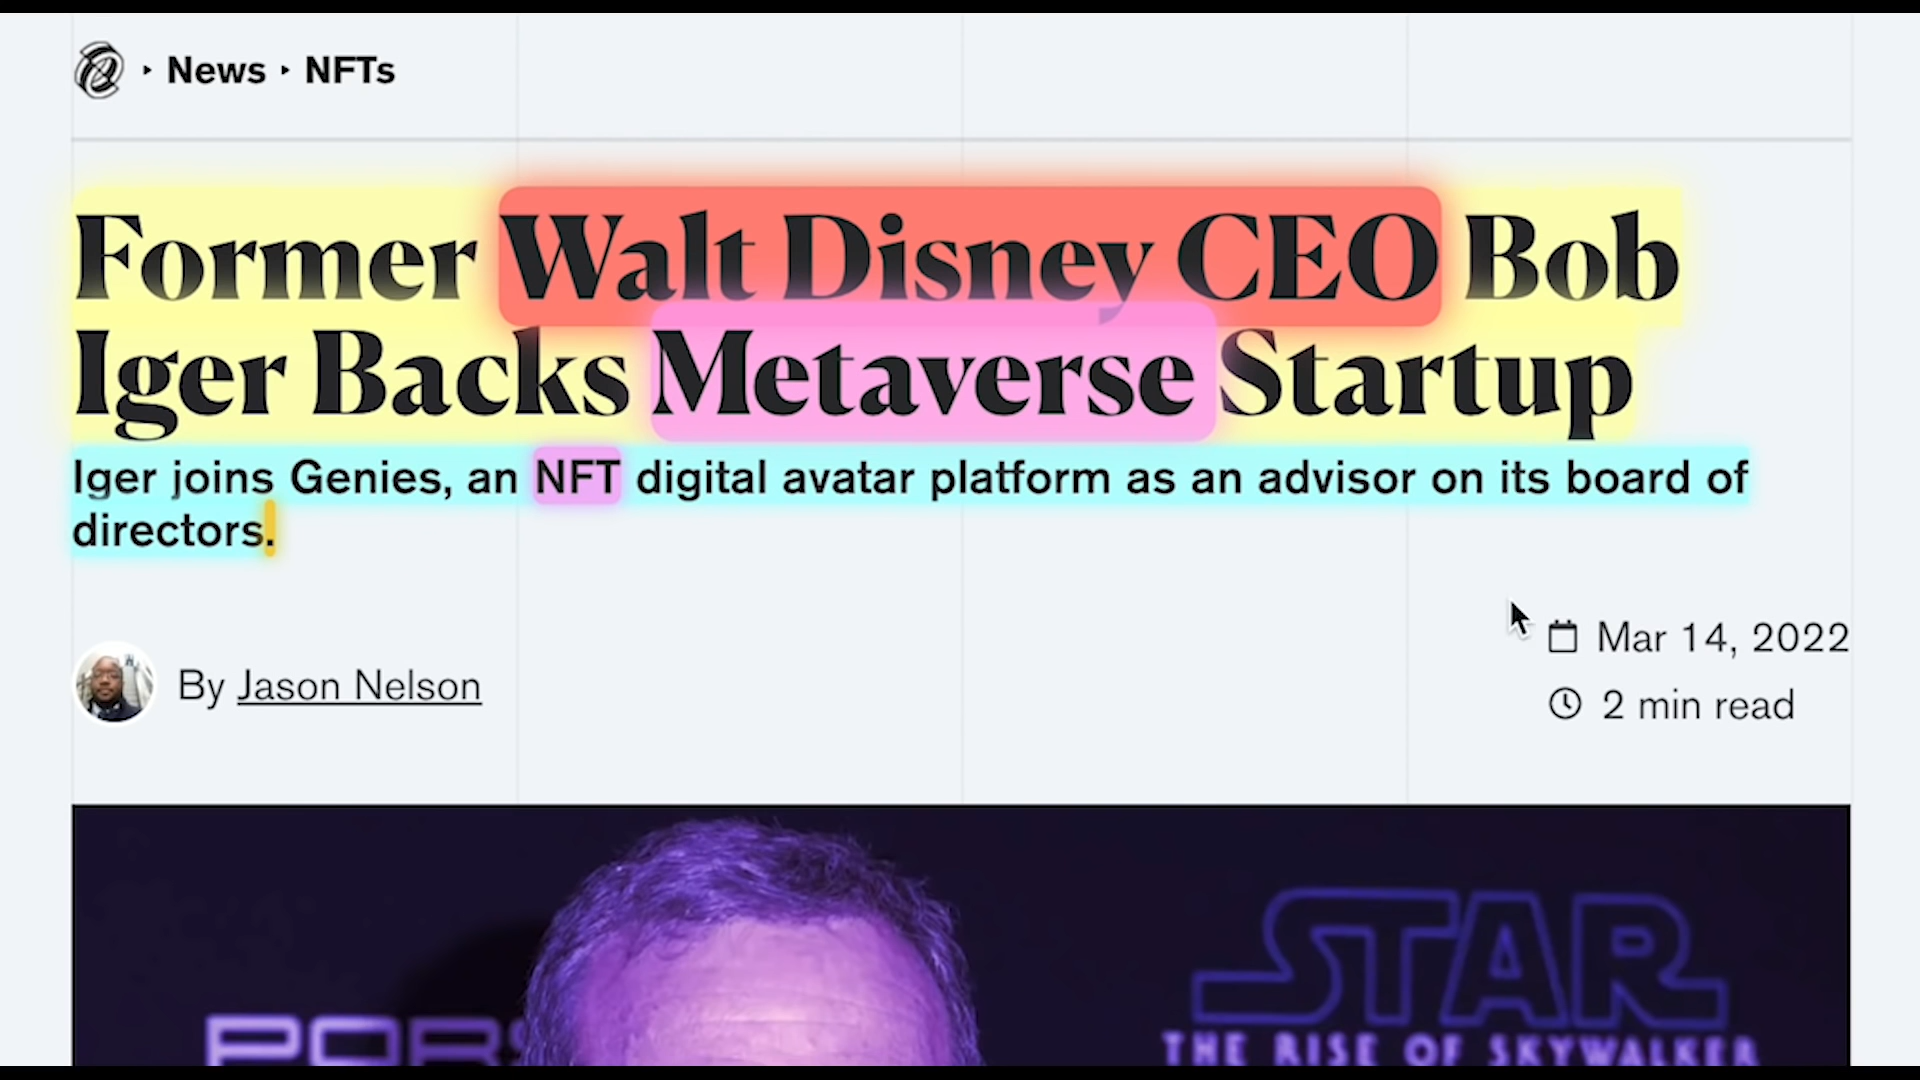 News ‣ NFTs
Former Walt Disney CEO Bob
Iger Backs Metaverse Startup
Iger joins Genies, an NFT digital avatar platform as an advisor on its board of
directors.
Mar 14, 2022
By Jason Nelson
2 min read
STAR
THE RISE OF SKYWALKER